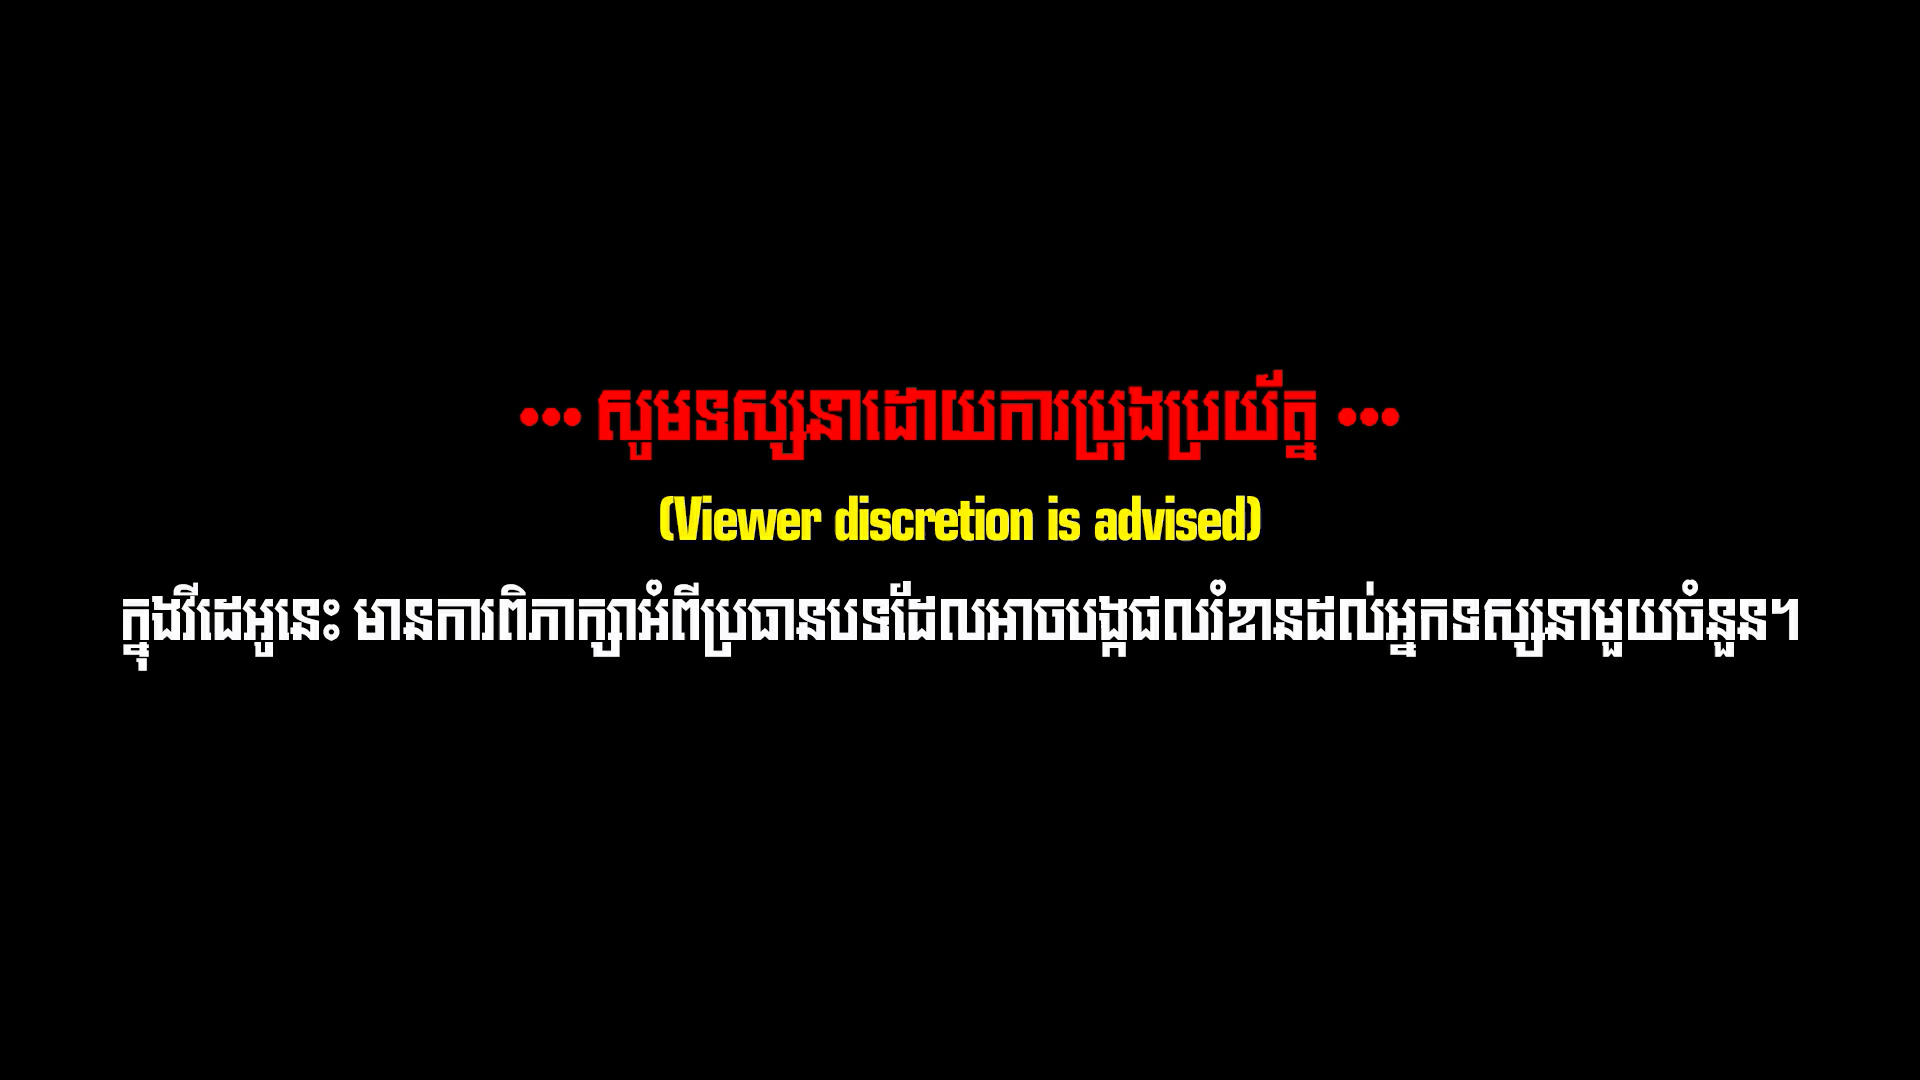 ••• សូមទស្សនាដោយការប្រុងប្រយ័ត្ន •••
(Viewer discretion is advised)
ក្នុងវីដេអូនេះ មានការពិភាក្សាអំពីប្រធានបទដែលអាចបង្កផលរំខានដល់អ្នកទស្សនាមួយចំនួន។